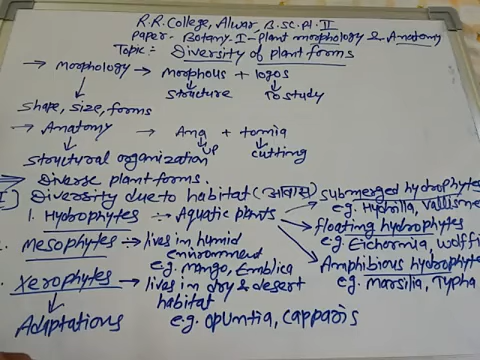 R.R. College, Alwar, B.Sc. Pt. II
Paper:- Botany-I-Plant morphology & Anatomy
Topic:- Diversity of plant forms
→ Morphology → Morphous + logos
structure To study
Shape, size, forms
→ Anatomy → Ana + tomia
UP cutting
structural organization
Diverse plant forms.
I) Diversity due to habitat (आवास)
submerged hydrophytes
e.g. Hydrilla, Vallisne
1. Hydrophytes ÷ Aquatic plants
floating hydrophytes
e.g. Eichornia, wolffi
Amphibious hydrophyte
e.g. Marsilia, Typha
Mesophytes ÷ lives in humid environment
e.g. Mango, Emblica
Xerophytes → lives in dry & desert habitat
e.g. opuntia, capparis
Adaptations